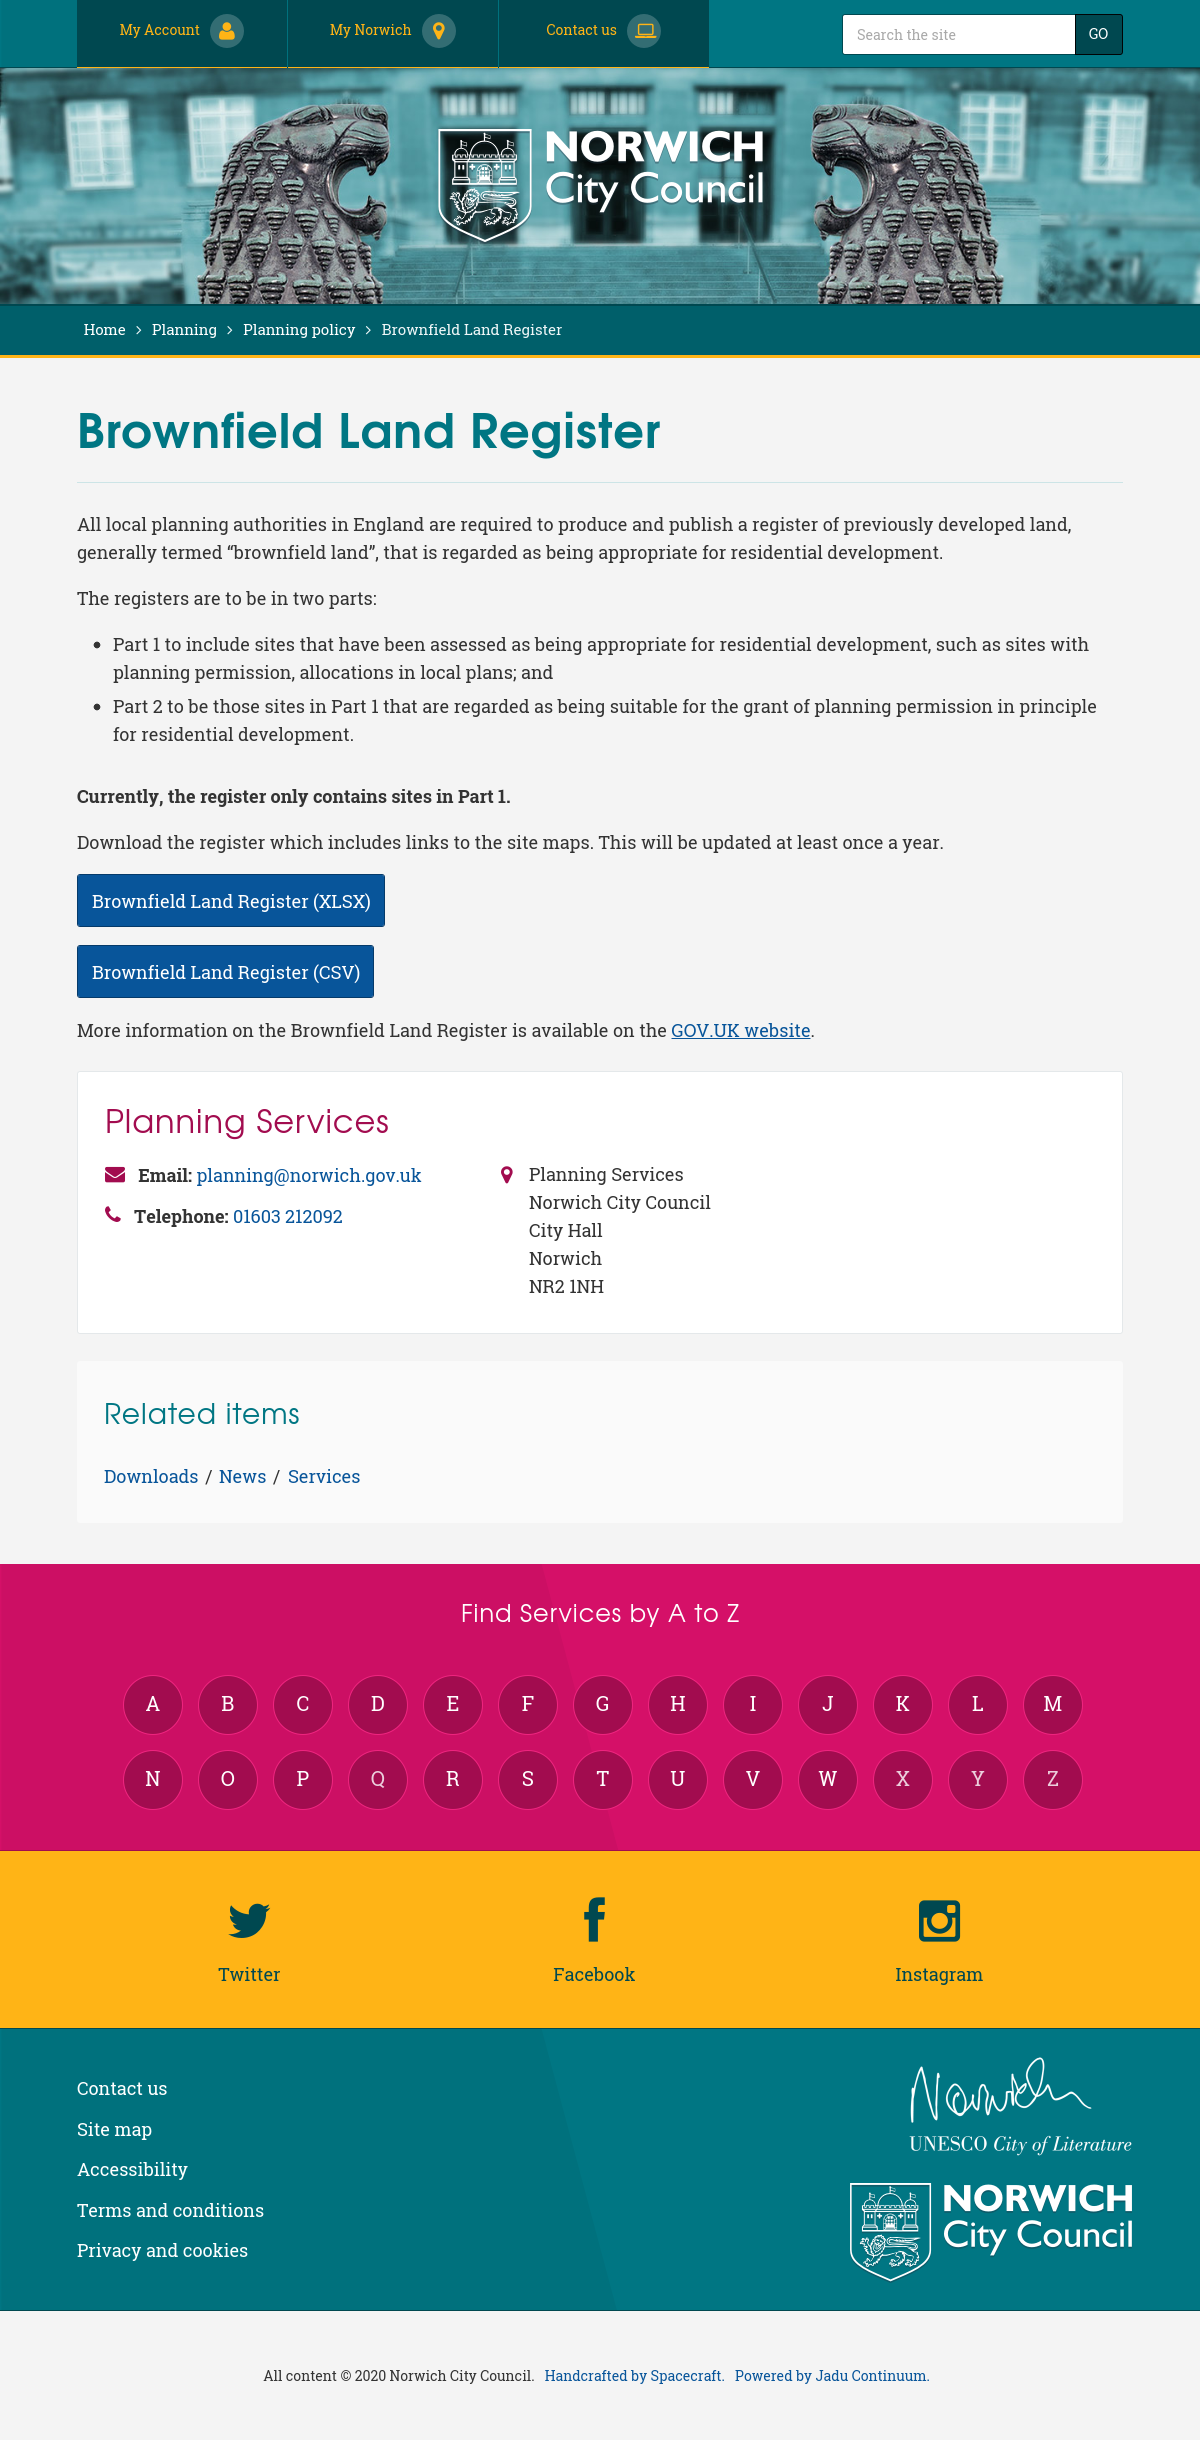 My Account
My Norwich
Contact us
Search the site
GO
NORWICH
City Council
Home > Planning > Planning policy > Brownfield Land Register
Brownfield Land Register
All local planning authorities in England are required to produce and publish a register of previously developed land,
generally termed “brownfield land”, that is regarded as being appropriate for residential development.
The registers are to be in two parts:
• Part 1 to include sites that have been assessed as being appropriate for residential development, such as sites with
planning permission, allocations in local plans; and
• Part 2 to be those sites in Part 1 that are regarded as being suitable for the grant of planning permission in principle
for residential development.
Currently, the register only contains sites in Part 1.
Download the register which includes links to the site maps. This will be updated at least once a year.
Brownfield Land Register (XLSX)
Brownfield Land Register (CSV)
More information on the Brownfield Land Register is available on the GOV.UK website.
Planning Services
Email: planning@norwich.gov.uk
Telephone: 01603 212092
Planning Services
Norwich City Council
City Hall
Norwich
NR2 1NH
Related items
Downloads / News / Services
Find Services by A to Z
A B C D E F G H I J K L M
N O P Q R S T U V W X Y Z
Twitter
Facebook
Instagram
Contact us
Site map
Accessibility
Terms and conditions
Privacy and cookies
Norwich
UNESCO City of Literature
NORWICH
City Council
All content © 2020 Norwich City Council. Handcrafted by Spacecraft. Powered by Jadu Continuum.